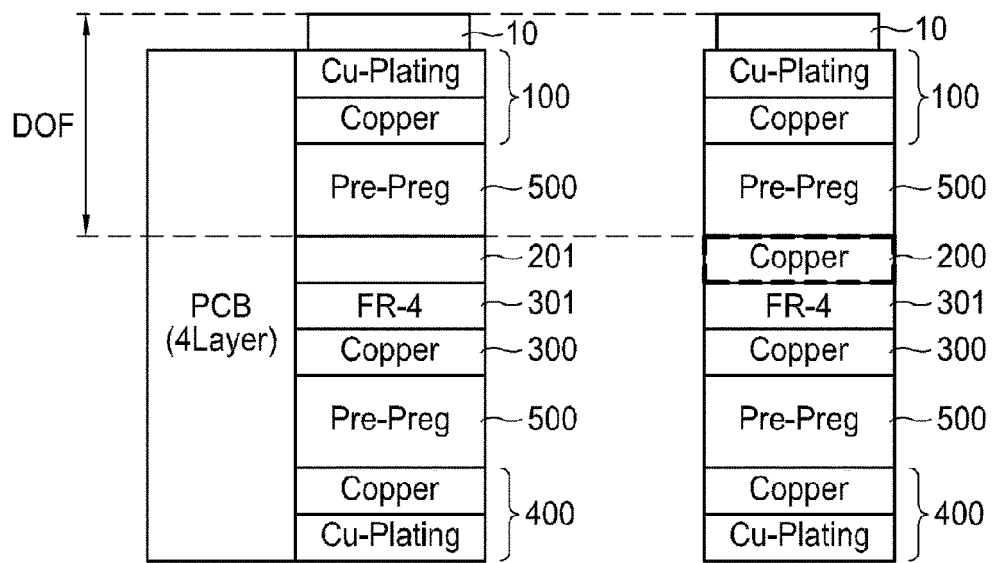 10
10
Cu-Plating
100
Cu-Plating
100
DOF
Copper
Copper
Pre-Preg
500
Pre-Preg
500
201
Copper
200
PCB
(4Layer)
FR-4
301
FR-4
301
Copper
300
Copper
300
Pre-Preg
500
Pre-Preg
500
Copper
400
Copper
400
Cu-Plating
Cu-Plating